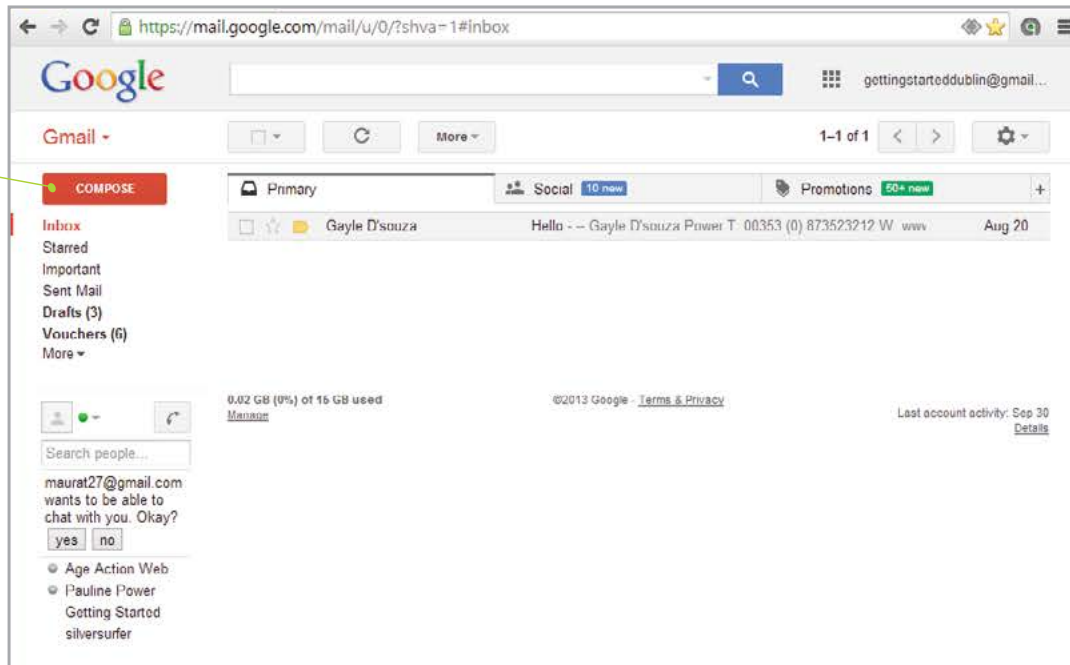 https://mail.google.com/mail/u/0/?shva=1#inbox
Google
gettingstarteddublin@gmail...
Gmail
More
1–1 of 1
COMPOSE
Primary
Social 10 new
Promotions 50+ new
+
Inbox
Gayle D'souza Hello - -- Gayle D'souza Power T: 00353 (0) 873523212 W: www Aug 20
Starred
Important
Sent Mail
Drafts (3)
Vouchers (6)
More
0.02 GB (0%) of 15 GB used
Manage
©2013 Google - Terms & Privacy
Last account activity: Sep 30
Details
Search people...
maurat27@gmail.com
wants to be able to
chat with you. Okay?
yes no
Age Action Web
Pauline Power
Getting Started
silversurfer